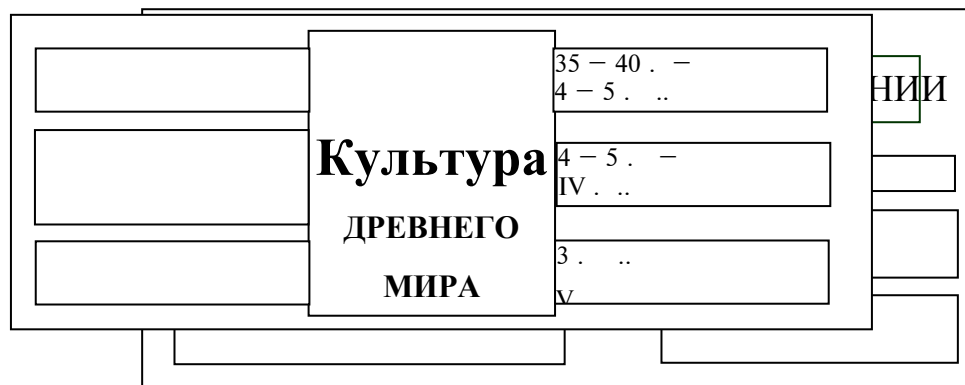 35 – 40 . –
4 – 5 . ..
НИИ
Культура
4 – 5 . –
IV . ..
ДРЕВНЕГО
3 . ..
МИРА
V